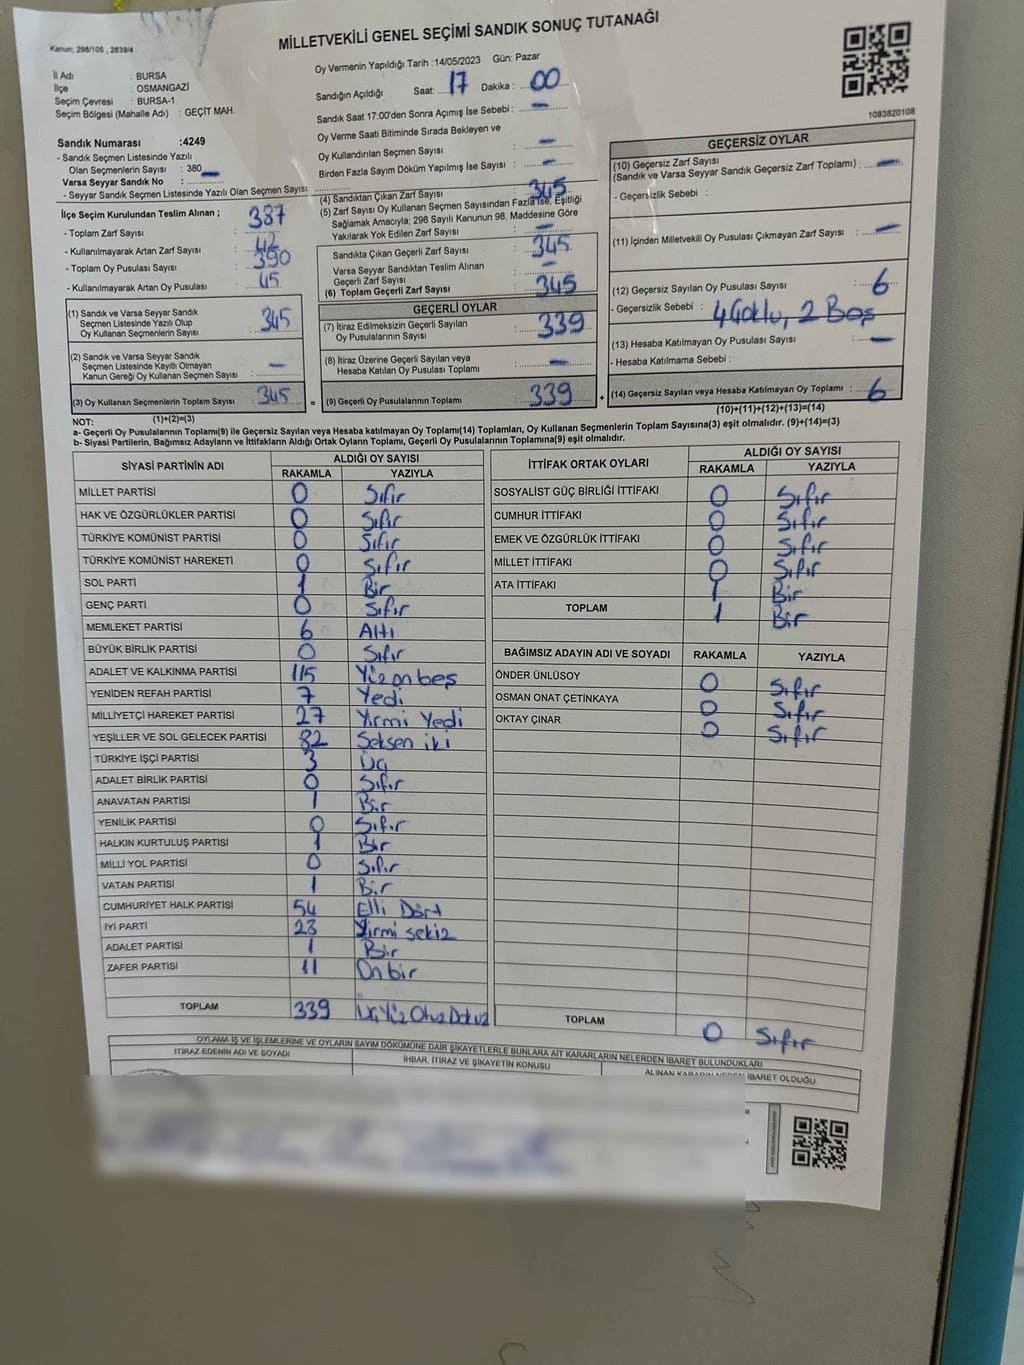 MİLLETVEKİLİ GENEL SEÇİMİ SANDIK SONUÇ TUTANAĞI
Kanun: 298/105 , 2839/4
İl Adı : BURSA
İlçe : OSMANGAZİ
Seçim Çevresi : BURSA-1
Seçim Bölgesi (Mahalle Adı) : GEÇİT MAH.
Sandık Numarası :4249
- Sandık Seçmen Listesinde Yazılı
Olan Seçmenlerin Sayısı : 380
Varsa Seyyar Sandık No :
- Seyyar Sandık Seçmen Listesinde Yazılı Olan Seçmen Sayısı:
Oy Vermenin Yapıldığı Tarih :14/05/2023 Gün: Pazar
Sandığın Açıldığı Saat: 17 Dakika : 00
Sandık Saat 17:00'den Sonra Açımış İse Sebebi : -
Oy Verme Saati Bitiminde Sırada Bekleyen ve
Oy Kullandırılan Seçmen Sayısı : -
Birden Fazla Sayım Döküm Yapılmış İse Sayısı : -
1083820108
İlçe Seçim Kurulundan Teslim Alınan ;
- Toplam Zarf Sayısı : 387
- Kullanılmayarak Artan Zarf Sayısı : 42
- Toplam Oy Pusulası Sayısı : 390
- Kullanılmayarak Artan Oy Pusulası : 45
(1) Sandık ve Varsa Seyyar Sandık
Seçmen Listesinde Yazılı Olup
Oy Kullanan Seçmenlerin Sayısı : 345
(2) Sandık ve Varsa Seyyar Sandık
Seçmen Listesinde Kayıtlı Olmayan
Kanun Gereği Oy Kullanan Seçmen Sayısı : -
(3) Oy Kullanan Seçmenlerin Toplam Sayısı : 345
(1)+(2)=(3)
(4) Sandıktan Çıkan Zarf Sayısı : 345
(5) Zarf Sayısı Oy Kullanan Seçmen Sayısından Fazla İse, Eşitliği
Sağlamak Amacıyla; 298 Sayılı Kanunun 98. Maddesine Göre
Yakılarak Yok Edilen Zarf Sayısı : -
Sandıkta Çıkan Geçerli Zarf Sayısı : 345
Varsa Seyyar Sandıktan Teslim Alınan
Geçerli Zarf Sayısı : -
(6) Toplam Geçerli Zarf Sayısı : 345
GEÇERLİ OYLAR
(7) İtiraz Edilmeksizin Geçerli Sayılan
Oy Pusulalarının Sayısı : 339
(8) İtiraz Üzerine Geçerli Sayılan veya
Hesaba Katılan Oy Pusulası Toplamı : -
= (9) Geçerli Oy Pusulalarının Toplamı : 339 +
GEÇERSİZ OYLAR
(10) Geçersiz Zarf Sayısı
(Sandık ve Varsa Seyyar Sandık Geçersiz Zarf Toplamı) : -
- Geçersizlik Sebebi :
(11) İçinden Milletvekili Oy Pusulası Çıkmayan Zarf Sayısı : -
(12) Geçersiz Sayılan Oy Pusulası Sayısı : 6
- Geçersizlik Sebebi : 4 Çoklu, 2 Boş
(13) Hesaba Katılmayan Oy Pusulası Sayısı : -
- Hesaba Katılmama Sebebi :
(14) Geçersiz Sayılan veya Hesaba Katılmayan Oy Toplamı : 6
(10)+(11)+(12)+(13)=(14)
NOT:
a- Geçerli Oy Pusulalarının Toplamı(9) ile Geçersiz Sayılan veya Hesaba katılmayan Oy Toplamı(14) Toplamları, Oy Kullanan Seçmenlerin Toplam Sayısına(3) eşit olmalıdır. (9)+(14)=(3)
b- Siyasi Partilerin, Bağımsız Adayların ve İttifakların Aldığı Ortak Oyların Toplamı, Geçerli Oy Pusulalarının Toplamına(9) eşit olmalıdır.
SİYASİ PARTİNİN ADI ALDIĞI OY SAYISI
RAKAMLA YAZIYLA
MİLLET PARTİSİ 0 Sıfır
HAK VE ÖZGÜRLÜKLER PARTİSİ 0 Sıfır
TÜRKİYE KOMÜNİST PARTİSİ 0 Sıfır
TÜRKİYE KOMÜNİST HAREKETİ 0 Sıfır
SOL PARTİ 1 Bir
GENÇ PARTİ 0 Sıfır
MEMLEKET PARTİSİ 6 Altı
BÜYÜK BİRLİK PARTİSİ 0 Sıfır
ADALET VE KALKINMA PARTİSİ 115 Yüz on beş
YENİDEN REFAH PARTİSİ 7 Yedi
MİLLİYETÇİ HAREKET PARTİSİ 27 Yirmi Yedi
YEŞİLLER VE SOL GELECEK PARTİSİ 82 Seksen iki
TÜRKİYE İŞÇİ PARTİSİ 3 Üç
ADALET BİRLİK PARTİSİ 0 Sıfır
ANAVATAN PARTİSİ 1 Bir
YENİLİK PARTİSİ 0 Sıfır
HALKIN KURTULUŞ PARTİSİ 1 Bir
MİLLİ YOL PARTİSİ 0 Sıfır
VATAN PARTİSİ 1 Bir
CUMHURİYET HALK PARTİSİ 54 Elli Dört
İYİ PARTİ 28 Yirmi sekiz
ADALET PARTİSİ 1 Bir
ZAFER PARTİSİ 11 On bir
TOPLAM 339 Üç Yüz Otuz Dokuz
İTTİFAK ORTAK OYLARI ALDIĞI OY SAYISI
RAKAMLA YAZIYLA
SOSYALİST GÜÇ BİRLİĞİ İTTİFAKI 0 Sıfır
CUMHUR İTTİFAKI 0 Sıfır
EMEK VE ÖZGÜRLÜK İTTİFAKI 0 Sıfır
MİLLET İTTİFAKI 0 Sıfır
ATA İTTİFAKI 1 Bir
TOPLAM 1 Bir
BAĞIMSIZ ADAYIN ADI VE SOYADI RAKAMLA YAZIYLA
ÖNDER ÜNLÜSOY 0 Sıfır
OSMAN ONAT ÇETİNKAYA 0 Sıfır
OKTAY ÇINAR 0 Sıfır
TOPLAM 0 Sıfır
OYLAMA İŞ VE İŞLEMLERİNE VE OYLARIN SAYIM DÖKÜMÜNE DAİR ŞİKAYETLERLE BUNLARA AİT KARARLARIN NELERDEN İBARET BULUNDUKLARI
İTİRAZ EDENİN ADI VE SOYADI İHBAR, İTİRAZ VE ŞİKAYETİN KONUSU ALINAN KARARIN NEDEN İBARET OLDUĞU